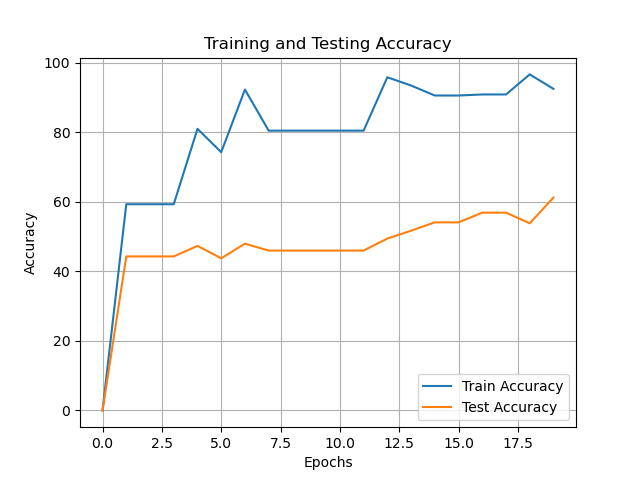 Training and Testing Accuracy
100
80
60
40
20
0
Accuracy
0.0 2.5 5.0 7.5 10.0 12.5 15.0 17.5
Epochs
Train Accuracy
Test Accuracy